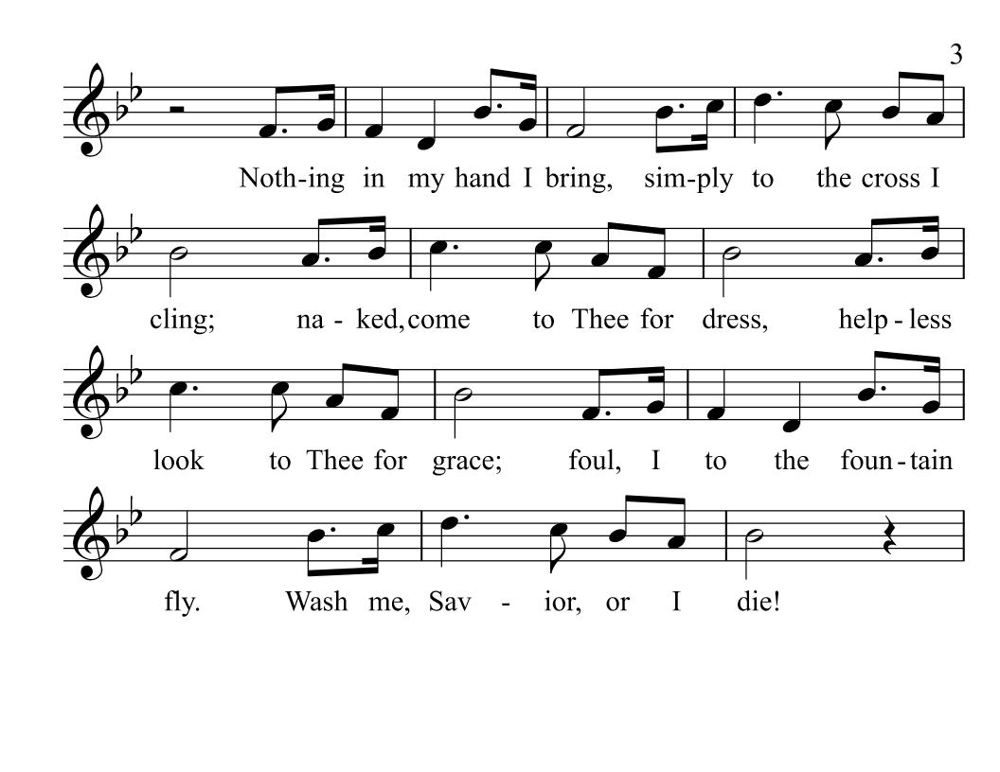 3
Noth-ing in my hand I bring, sim-ply to the cross I
cling; na - ked, come to Thee for dress, help - less
look to Thee for grace; foul, I to the foun - tain
fly. Wash me, Sav - ior, or I die!